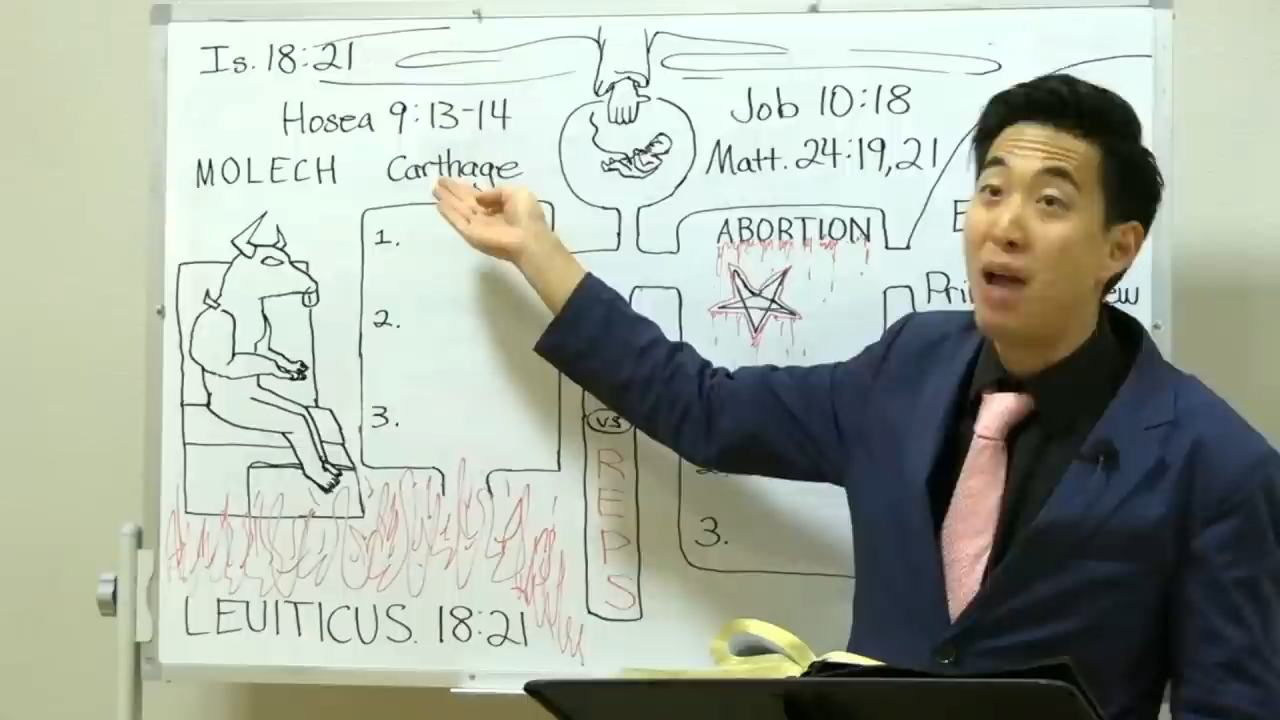 Is. 18:21
Hosea 9:13-14
Job 10:18
Matt. 24:19,21
MOLECH
Carthage
ABORTION
1.
2.
3.
vs
REPS
3.
LEVITICUS. 18:21